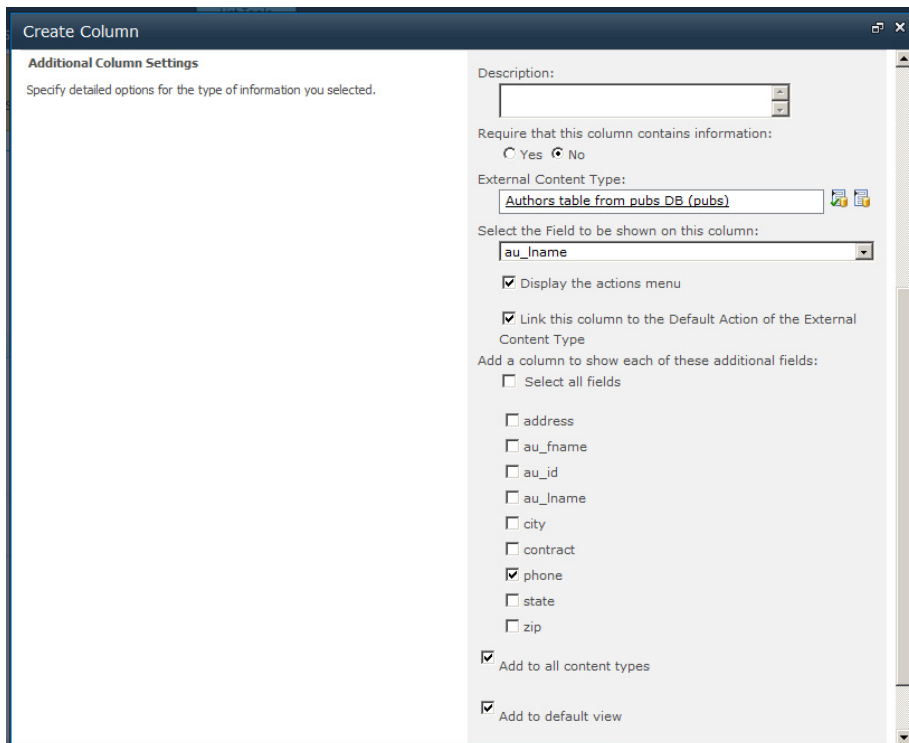 Create Column
Additional Column Settings
Specify detailed options for the type of information you selected.
Description:
Require that this column contains information:
Yes No
External Content Type:
Authors table from pubs DB (pubs)
Select the Field to be shown on this column:
au_lname
Display the actions menu
Link this column to the Default Action of the External
Content Type
Add a column to show each of these additional fields:
Select all fields
address
au_fname
au_id
au_lname
city
contract
phone
state
zip
Add to all content types
Add to default view